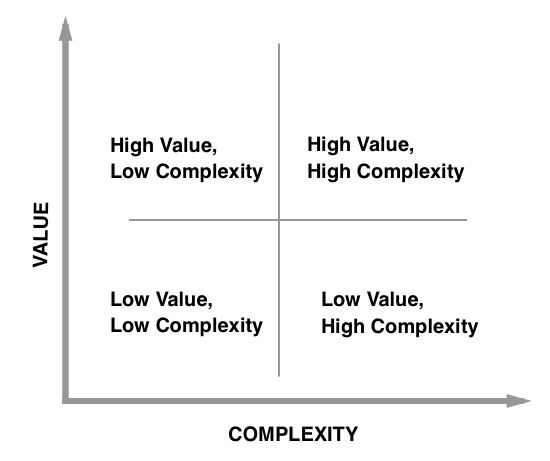 High Value,
Low Complexity
High Value,
High Complexity
VALUE
Low Value,
Low Complexity
Low Value,
High Complexity
COMPLEXITY